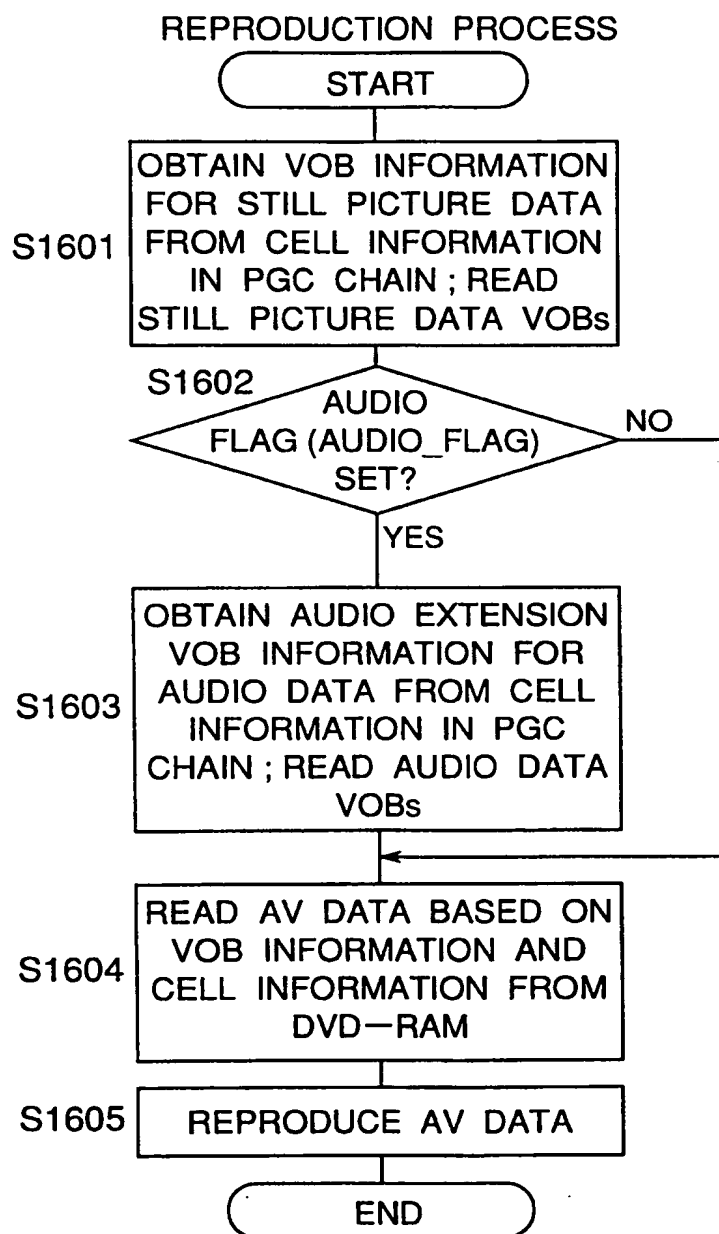 REPRODUCTION PROCESS
START
S1601
OBTAIN VOB INFORMATION
FOR STILL PICTURE DATA
FROM CELL INFORMATION
IN PGC CHAIN ; READ
STILL PICTURE DATA VOBs
S1602
AUDIO
FLAG (AUDIO_FLAG)
SET?
NO
YES
S1603
OBTAIN AUDIO EXTENSION
VOB INFORMATION FOR
AUDIO DATA FROM CELL
INFORMATION IN PGC
CHAIN ; READ AUDIO DATA
VOBs
S1604
READ AV DATA BASED ON
VOB INFORMATION AND
CELL INFORMATION FROM
DVD-RAM
S1605
REPRODUCE AV DATA
END